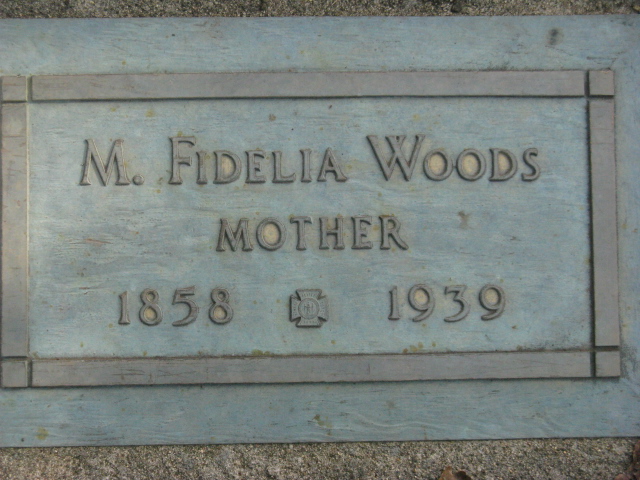 M. Fidelia Woods
MOTHER
1858 1939